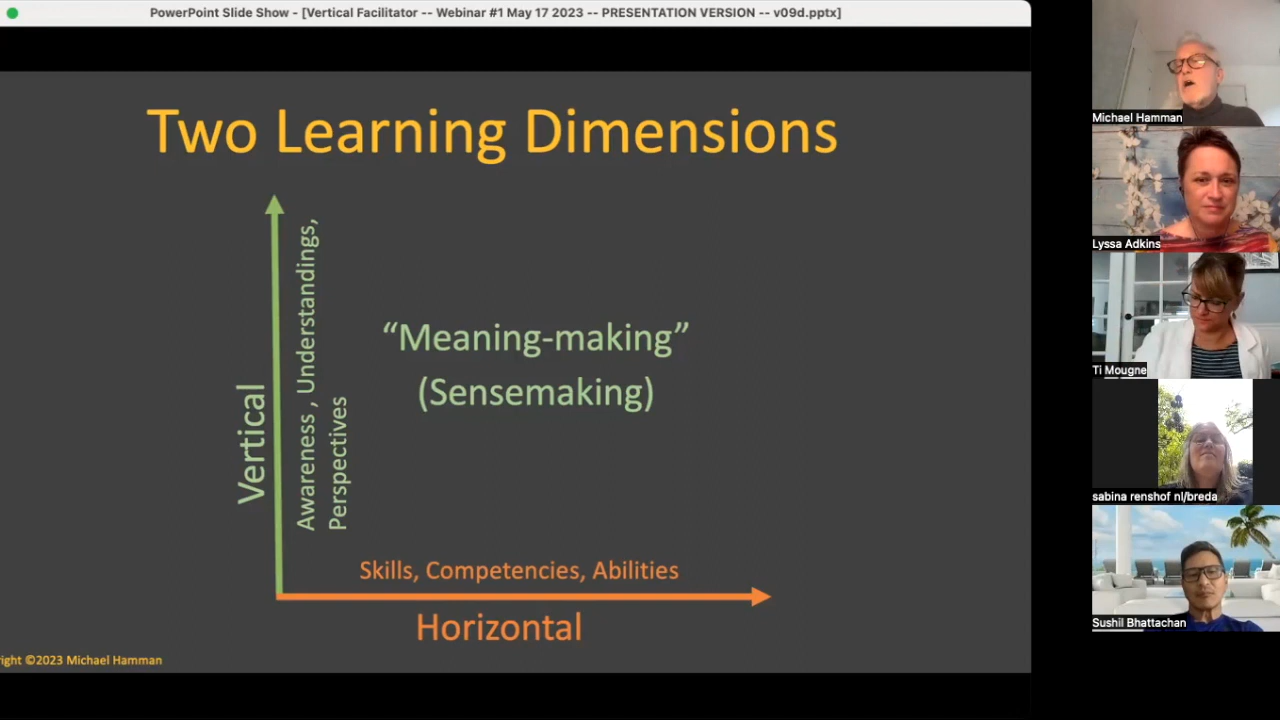 PowerPoint Slide Show - [Vertical Facilitator -- Webinar #1 May 17 2023 -- PRESENTATION VERSION -- v09d.pptx]
Two Learning Dimensions
Vertical
Awareness , Understandings,
Perspectives
“Meaning-making”
(Sensemaking)
Skills, Competencies, Abilities
Horizontal
ight ©2023 Michael Hamman
Michael Hamman
Lyssa Adkins
Ti Mougne
sabina renshof nl/breda
Sushil Bhattachan